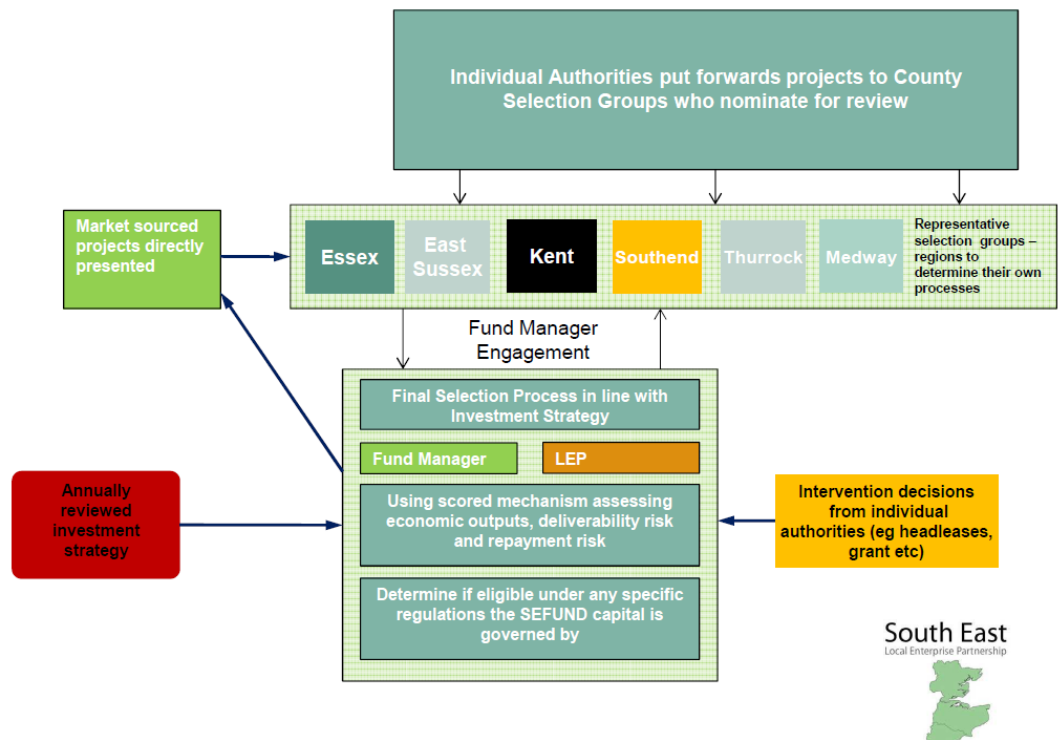 Individual Authorities put forwards projects to County
Selection Groups who nominate for review
Market sourced
projects directly
presented
Essex
East
Sussex
Kent
Southend
Thurrock
Medway
Representative
selection groups –
regions to
determine their own
processes
Fund Manager
Engagement
Final Selection Process in line with
Investment Strategy
Fund Manager
LEP
Annually
reviewed
investment
strategy
Using scored mechanism assessing
economic outputs, deliverability risk
and repayment risk
Intervention decisions
from individual
authorities (eg headleases,
grant etc)
Determine if eligible under any specific
regulations the SEFUND capital is
governed by
South East
Local Enterprise Partnership